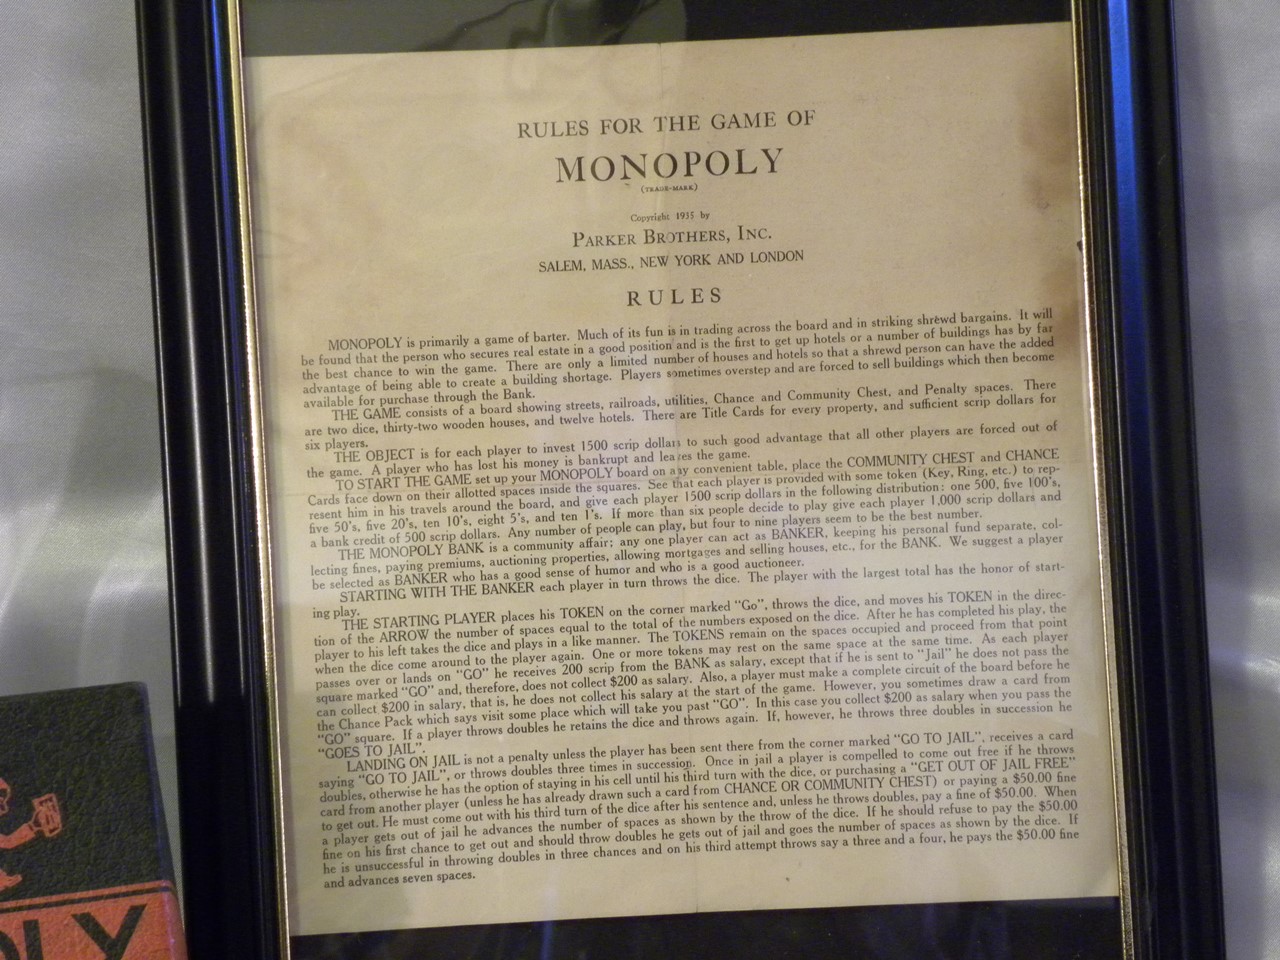 RULES FOR THE GAME OF
MONOPOLY
(TRADE-MARK)
Copyright 1935 by
PARKER BROTHERS, INC.
SALEM, MASS., NEW YORK AND LONDON
RULES
MONOPOLY is primarily a game of barter. Much of its fun is in trading across the board and in striking shrewd bargains. It will
be found that the person who secures real estate in a good position and is the first to get up hotels or a number of buildings has by far
the best chance to win the game. There are only a limited number of houses and hotels so that a shrewd person can have the added
advantage of being able to create a building shortage. Players sometimes overstep and are forced to sell buildings which then become
available for purchase through the Bank.
THE GAME consists of a board showing streets, railroads, utilities, Chance and Community Chest, and Penalty spaces. There
are two dice, thirty-two wooden houses, and twelve hotels. There are Title Cards for every property, and sufficient scrip dollars for
six players.
THE OBJECT is for each player to invest 1500 scrip dollars to such good advantage that all other players are forced out of
the game. A player who has lost his money is bankrupt and leaves the game.
TO START THE GAME set up your MONOPOLY board on any convenient table, place the COMMUNITY CHEST and CHANCE
Cards face down on their allotted spaces inside the squares. See that each player is provided with some token (Key, Ring, etc.) to rep-
resent him in his travels around the board, and give each player 1500 scrip dollars in the following distribution: one 500, five 100's,
five 50's, five 20's, ten 10's, eight 5's, and ten 1's. If more than six people decide to play give each player 1,000 scrip dollars and
a bank credit of 500 scrip dollars. Any number of people can play, but four to nine players seem to be the best number.
THE MONOPOLY BANK is a community affair; any one player can act as BANKER, keeping his personal fund separate, col-
lecting fines, paying premiums, auctioning properties, allowing mortgages and selling houses, etc., for the BANK. We suggest a player
be selected as BANKER who has a good sense of humor and who is a good auctioneer.
STARTING WITH THE BANKER each player in turn throws the dice. The player with the largest total has the honor of start-
ing play.
THE STARTING PLAYER places his TOKEN on the corner marked "Go", throws the dice, and moves his TOKEN in the direc-
tion of the ARROW the number of spaces equal to the total of the numbers exposed on the dice. After he has completed his play, the
player to his left takes the dice and plays in a like manner. The TOKENS remain on the spaces occupied and proceed from that point
when the dice come around to the player again. One or more tokens may rest on the same space at the same time. As each player
passes over or lands on "GO" he receives 200 scrip from the BANK as salary, except that if he is sent to "Jail" he does not pass the
square marked "GO" and, therefore, does not collect $200 as salary. Also, a player must make a complete circuit of the board before he
can collect $200 in salary, that is, he does not collect his salary at the start of the game. However, you sometimes draw a card from
the Chance Pack which says visit some place which will take you past "GO". In this case you collect $200 as salary when you pass the
"GO" square. If a player throws doubles he retains the dice and throws again. If, however, he throws three doubles in succession he
"GOES TO JAIL".
LANDING ON JAIL is not a penalty unless the player has been sent there from the corner marked "GO TO JAIL", receives a card
saying "GO TO JAIL", or throws doubles three times in succession. Once in jail a player is compelled to come out free if he throws
doubles, otherwise he has the option of staying in his cell until his third turn with the dice, or purchasing a "GET OUT OF JAIL FREE"
card from another player (unless he has already drawn such a card from CHANCE OR COMMUNITY CHEST) or paying a $50.00 fine
to get out. He must come out with his third turn of the dice after his sentence and, unless he throws doubles, pay a fine of $50.00. When
a player gets out of jail he advances the number of spaces as shown by the throw of the dice. If he should refuse to pay the $50.00
fine on his first chance to get out and should throw doubles he gets out of jail and goes the number of spaces as shown by the dice. If
he is unsuccessful in throwing doubles in three chances and on his third attempt throws say a three and a four, he pays the $50.00 fine
and advances seven spaces.
OLY